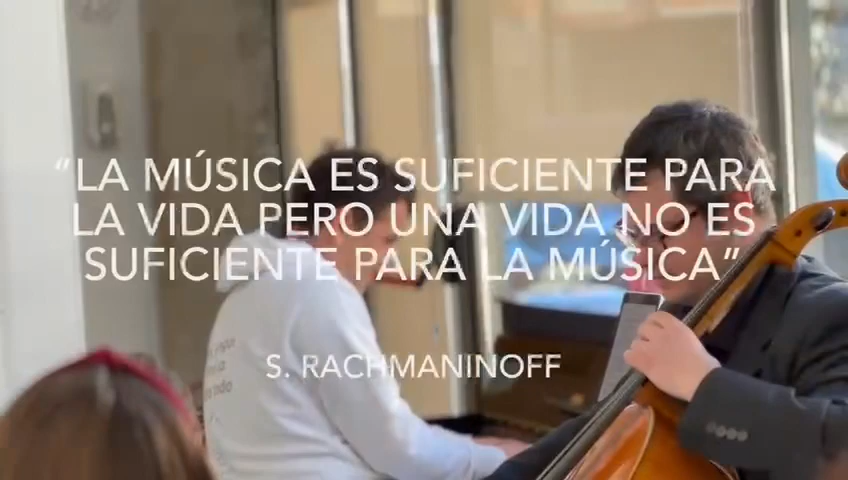 “LA MÚSICA ES SUFICIENTE PARA
LA VIDA PERO UNA VIDA NO ES
SUFICIENTE PARA LA MÚSICA”
S. RACHMANINOFF